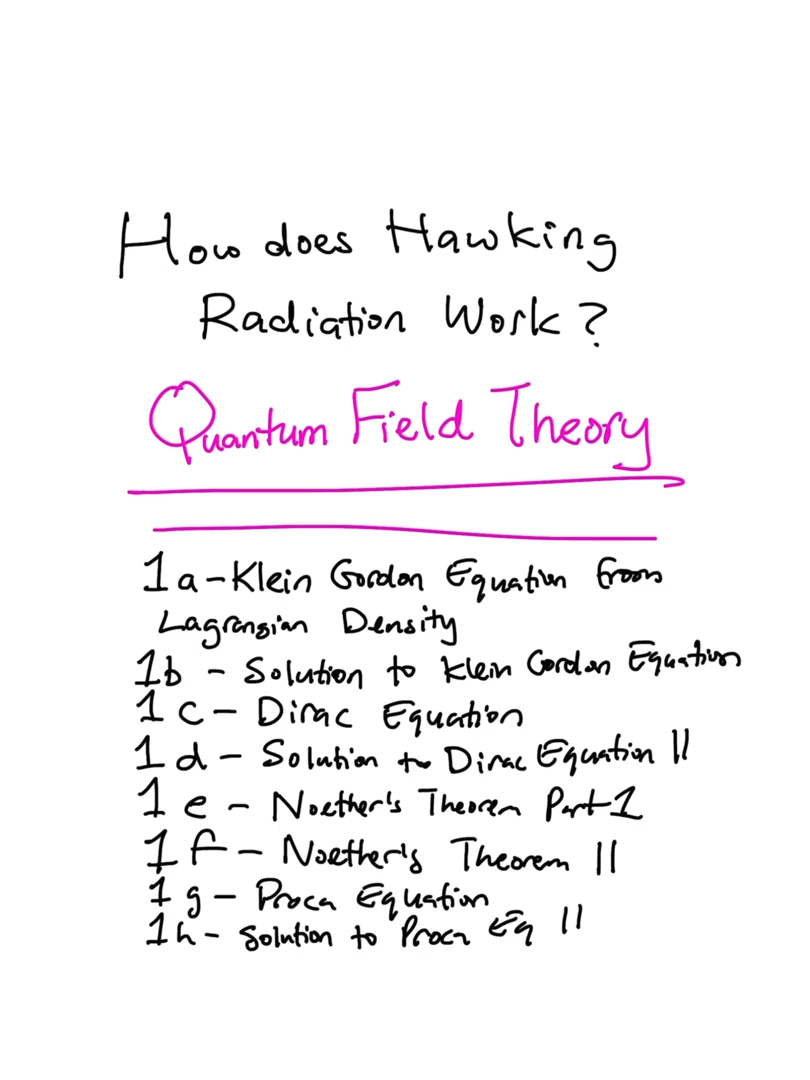 How does Hawking
Radiation Work?
Quantum Field Theory
1a-Klein Gordon Equation from
Lagrangian Density
1b - Solution to Klein Gordon Equation
1c - Dirac Equation
1d - Solution to Dirac Equation II
1e - Noether's Theorem Part 1
1f - Noether's Theorem II
1g - Proca Equation
1h - Solution to Proca Eq II